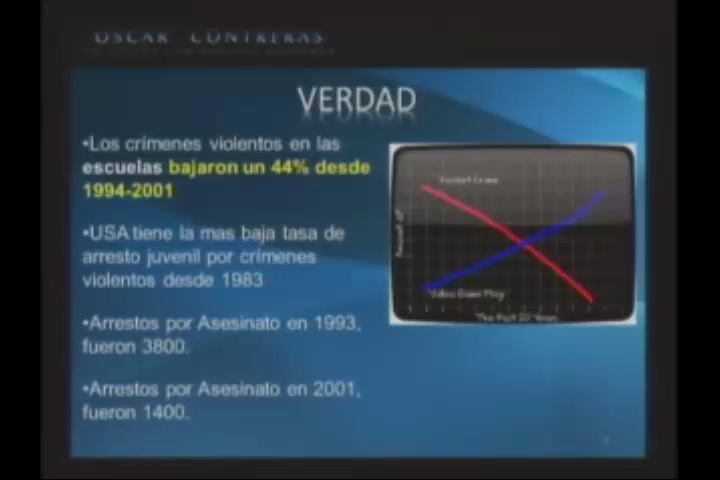 OSCAR CONTRERAS
VERDAD
•Los crímenes violentos en las
escuelas bajaron un 44% desde
1994-2001
•USA tiene la mas baja tasa de
arresto juvenil por crímenes
violentos desde 1983
•Arrestos por Asesinato en 1993,
fueron 3800.
•Arrestos por Asesinato en 2001,
fueron 1400.
Violent Crime
Video Game Play
The Past 20 Years